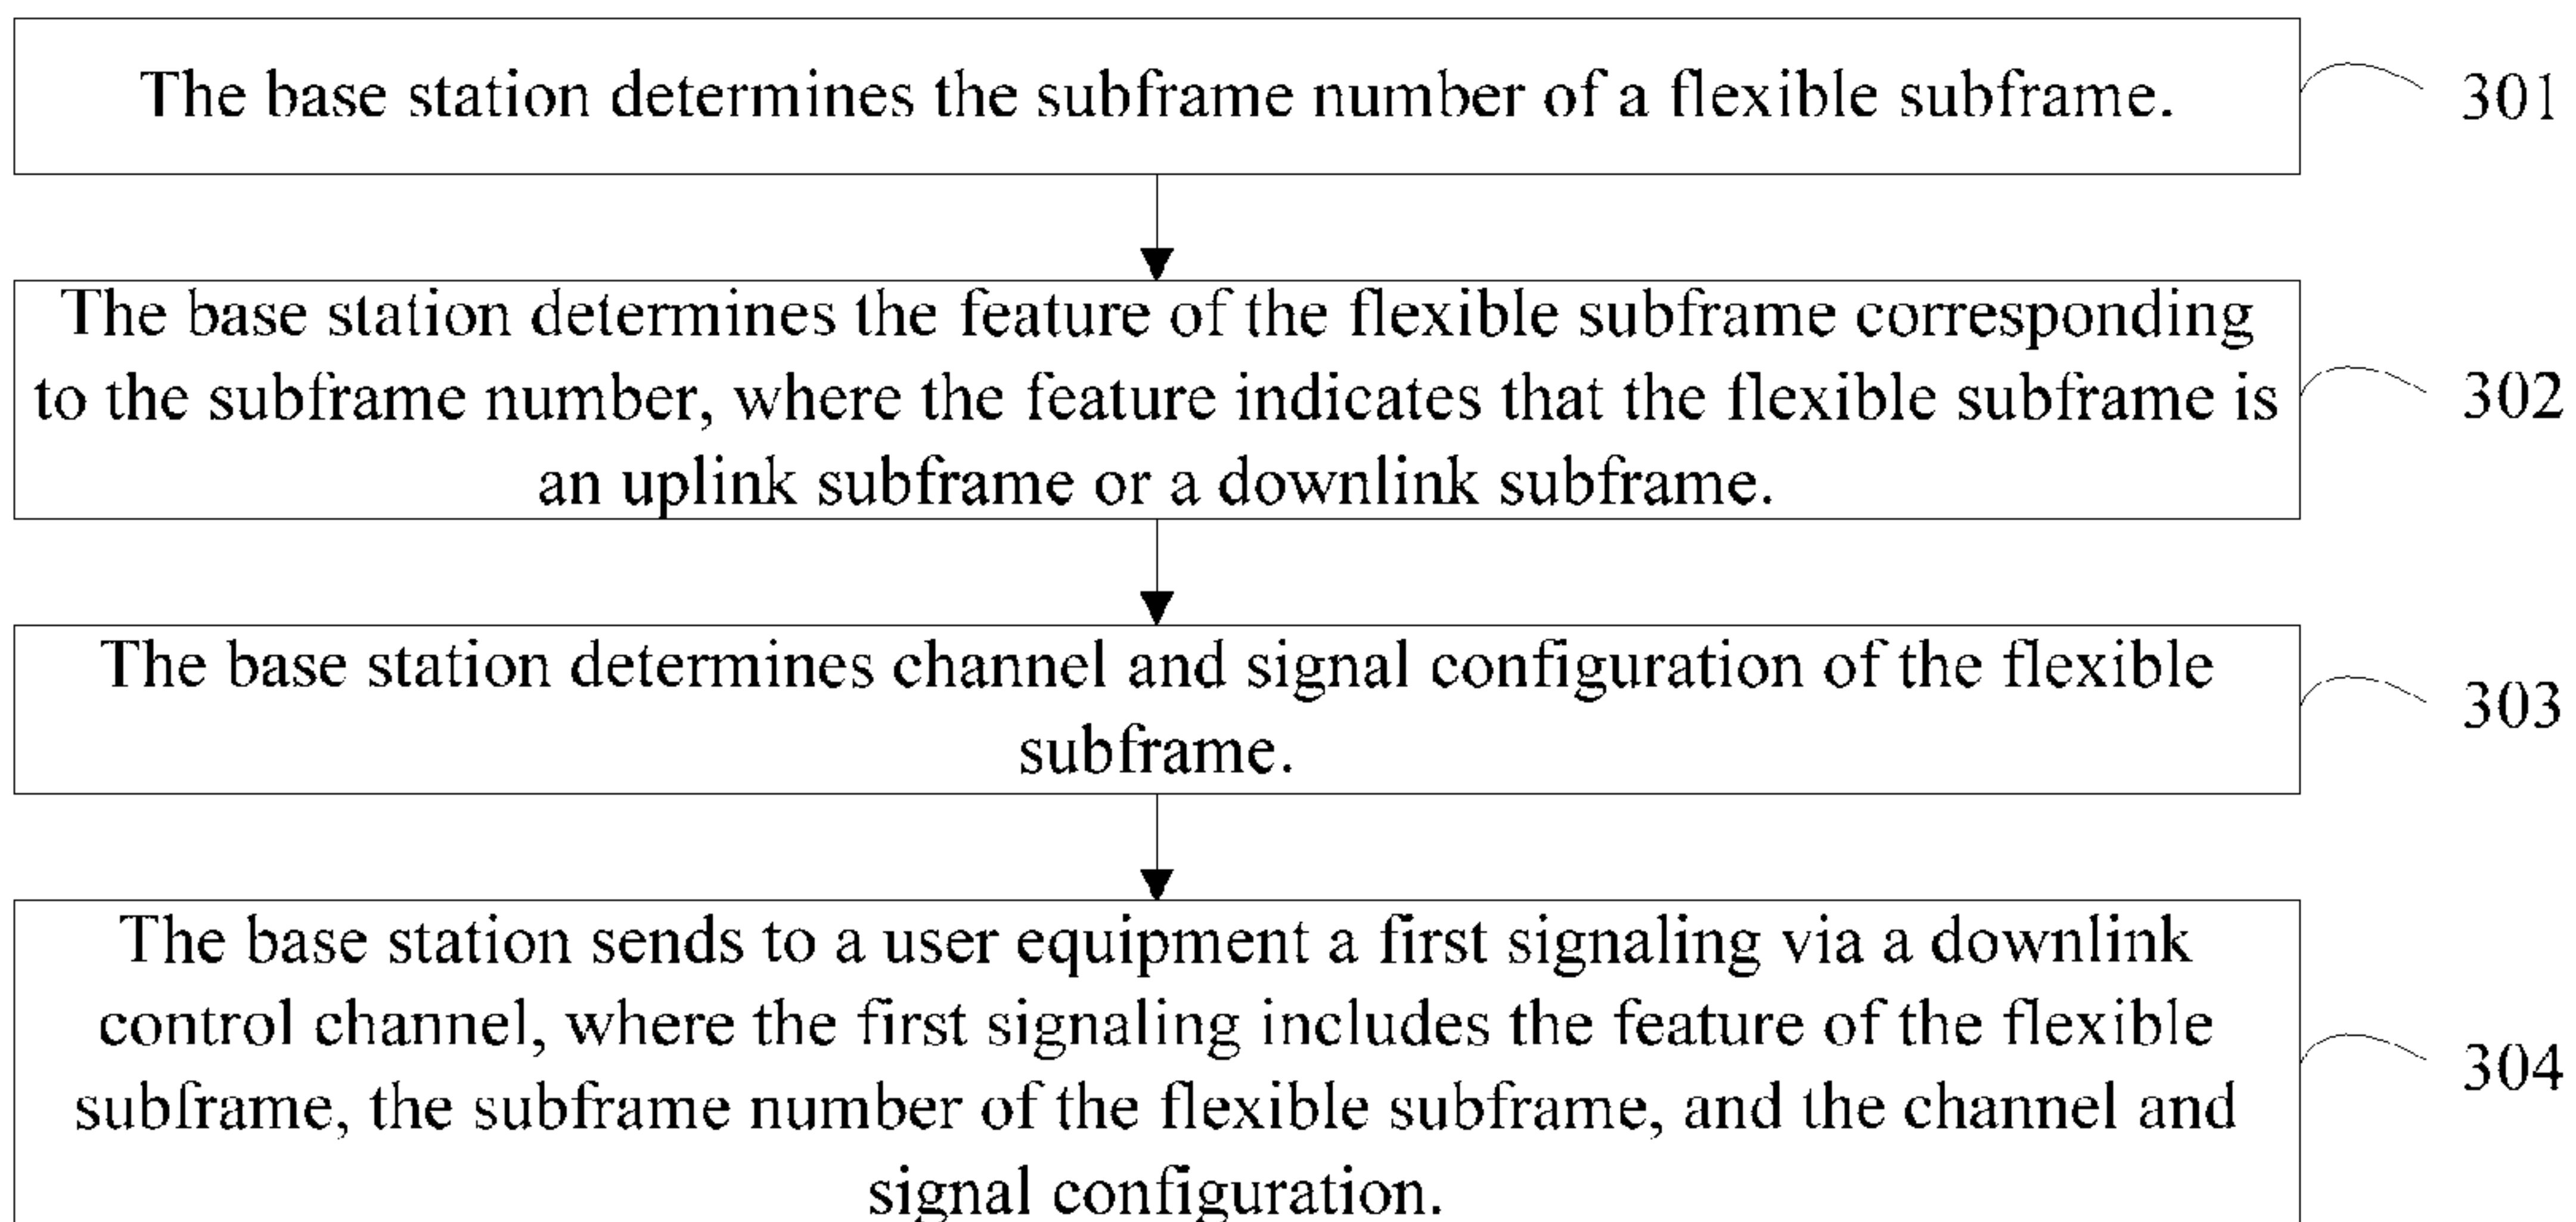 The base station determines the subframe number of a flexible subframe.
301
The base station determines the feature of the flexible subframe corresponding
to the subframe number, where the feature indicates that the flexible subframe is
an uplink subframe or a downlink subframe.
302
The base station determines channel and signal configuration of the flexible
subframe.
303
The base station sends to a user equipment a first signaling via a downlink
control channel, where the first signaling includes the feature of the flexible
subframe, the subframe number of the flexible subframe, and the channel and
signal configuration.
304